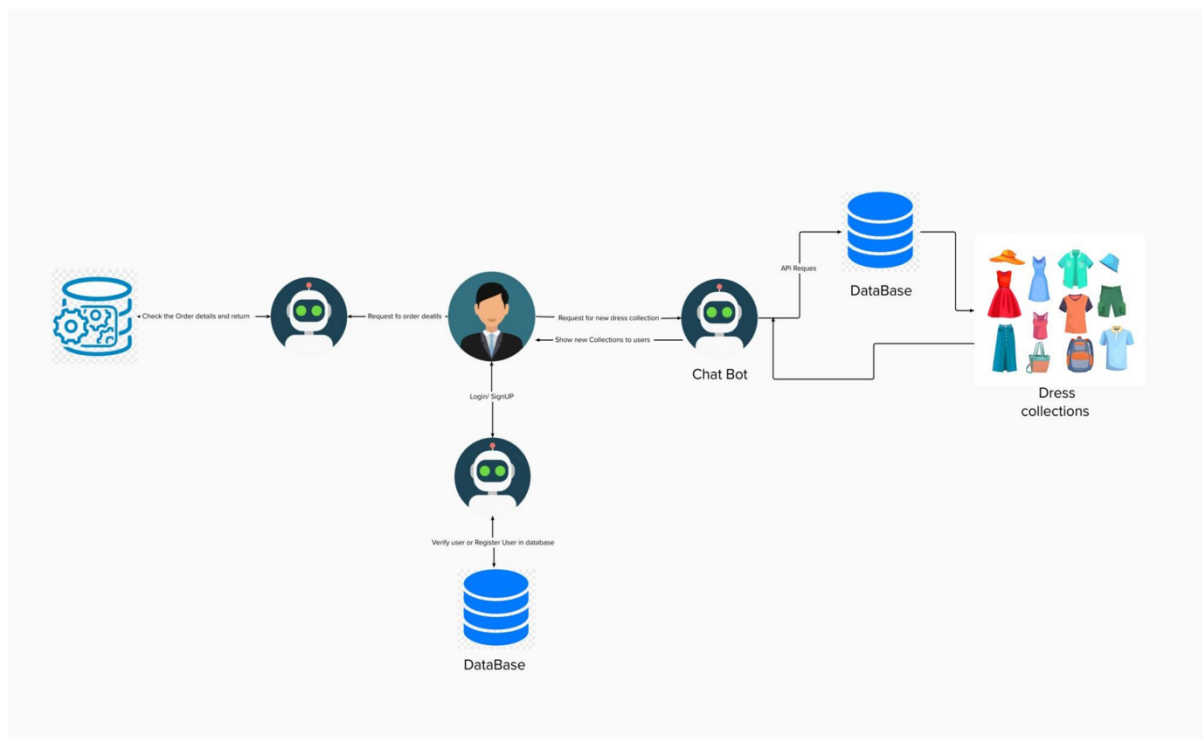 API Reques
DataBase
Check the Order details and return
Request fo order deatils
Request for new dress collection
Show new Collections to users
Chat Bot
Dress
collections
Login/ SignUP
Verify user or Register User in database
DataBase